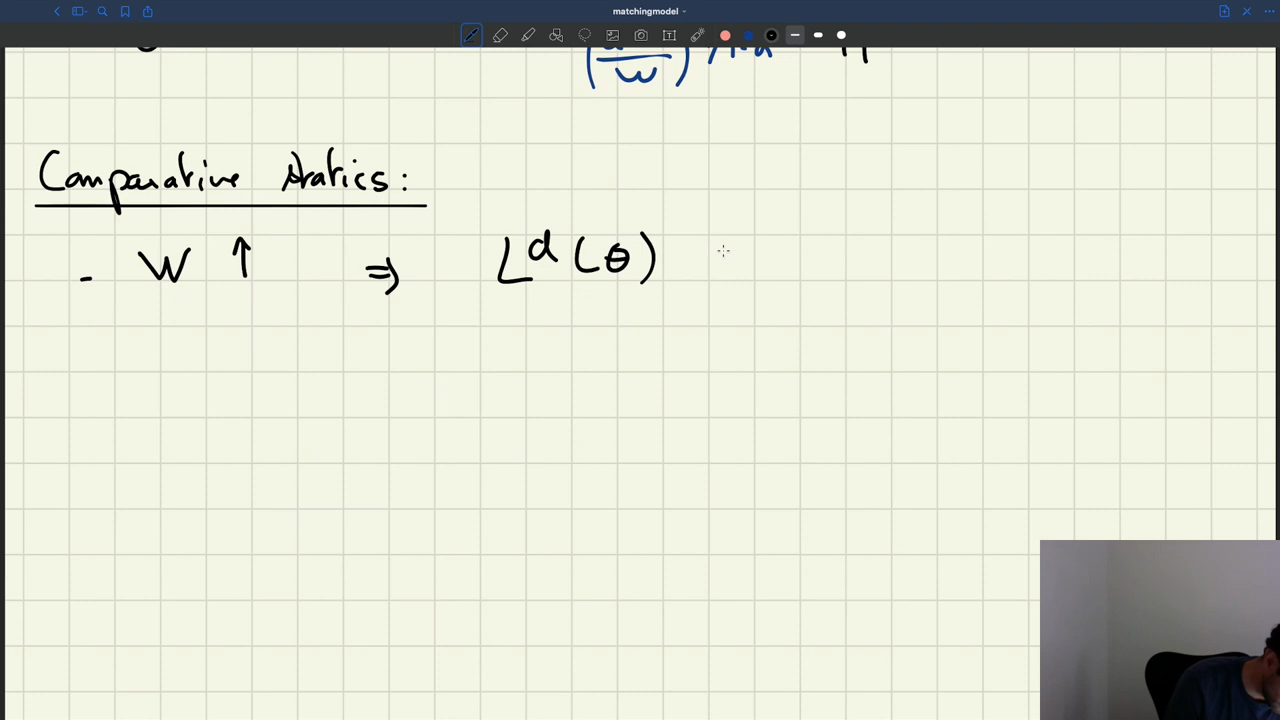 matchingmodel
w
Comparative Statics:
- W ↑ ⇒ L^d (θ)